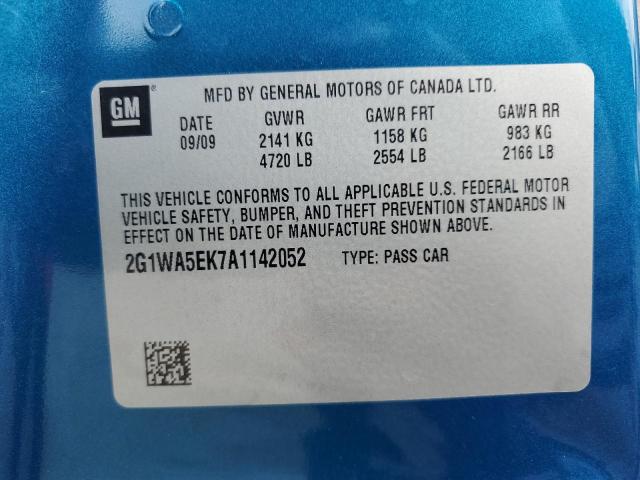 GM®
MFD BY GENERAL MOTORS OF CANADA LTD.
DATE GVWR GAWR FRT GAWR RR
09/09 2141 KG 1158 KG 983 KG
4720 LB 2554 LB 2166 LB
THIS VEHICLE CONFORMS TO ALL APPLICABLE U.S. FEDERAL MOTOR
VEHICLE SAFETY, BUMPER, AND THEFT PREVENTION STANDARDS IN
EFFECT ON THE DATE OF MANUFACTURE SHOWN ABOVE.
2G1WA5EK7A1142052 TYPE: PASS CAR